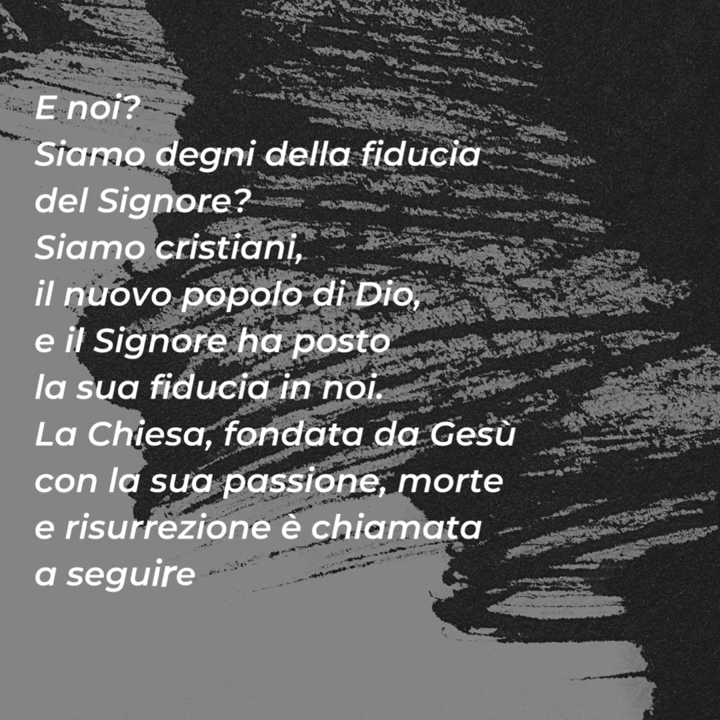 E noi?
Siamo degni della fiducia
del Signore?
Siamo cristiani,
il nuovo popolo di Dio,
e il Signore ha posto
la sua fiducia in noi.
La Chiesa, fondata da Gesù
con la sua passione, morte
e risurrezione è chiamata
a seguire